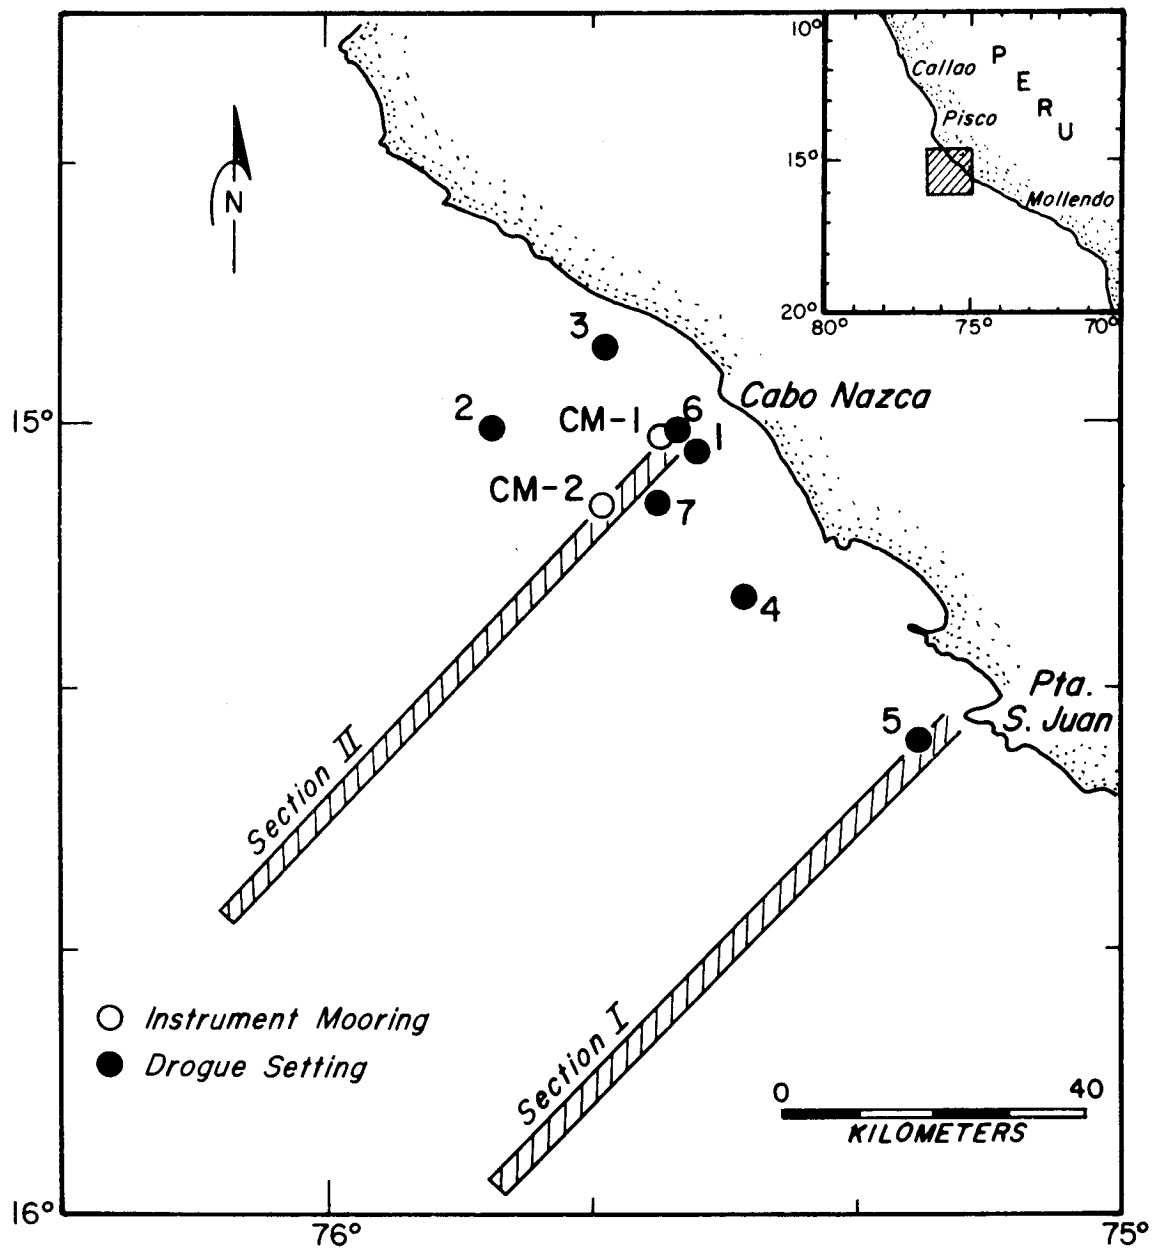 10°
Callao
P
E
R
U
Pisco
15°
Mollendo
20°
80°
75°
70°
N
3
Cabo Nazca
15°
2
CM-1
6
1
CM-2
7
4
Pta.
S. Juan
5
Section II
Section I
Instrument Mooring
Drogue Setting
0
40
KILOMETERS
16°
76°
75°